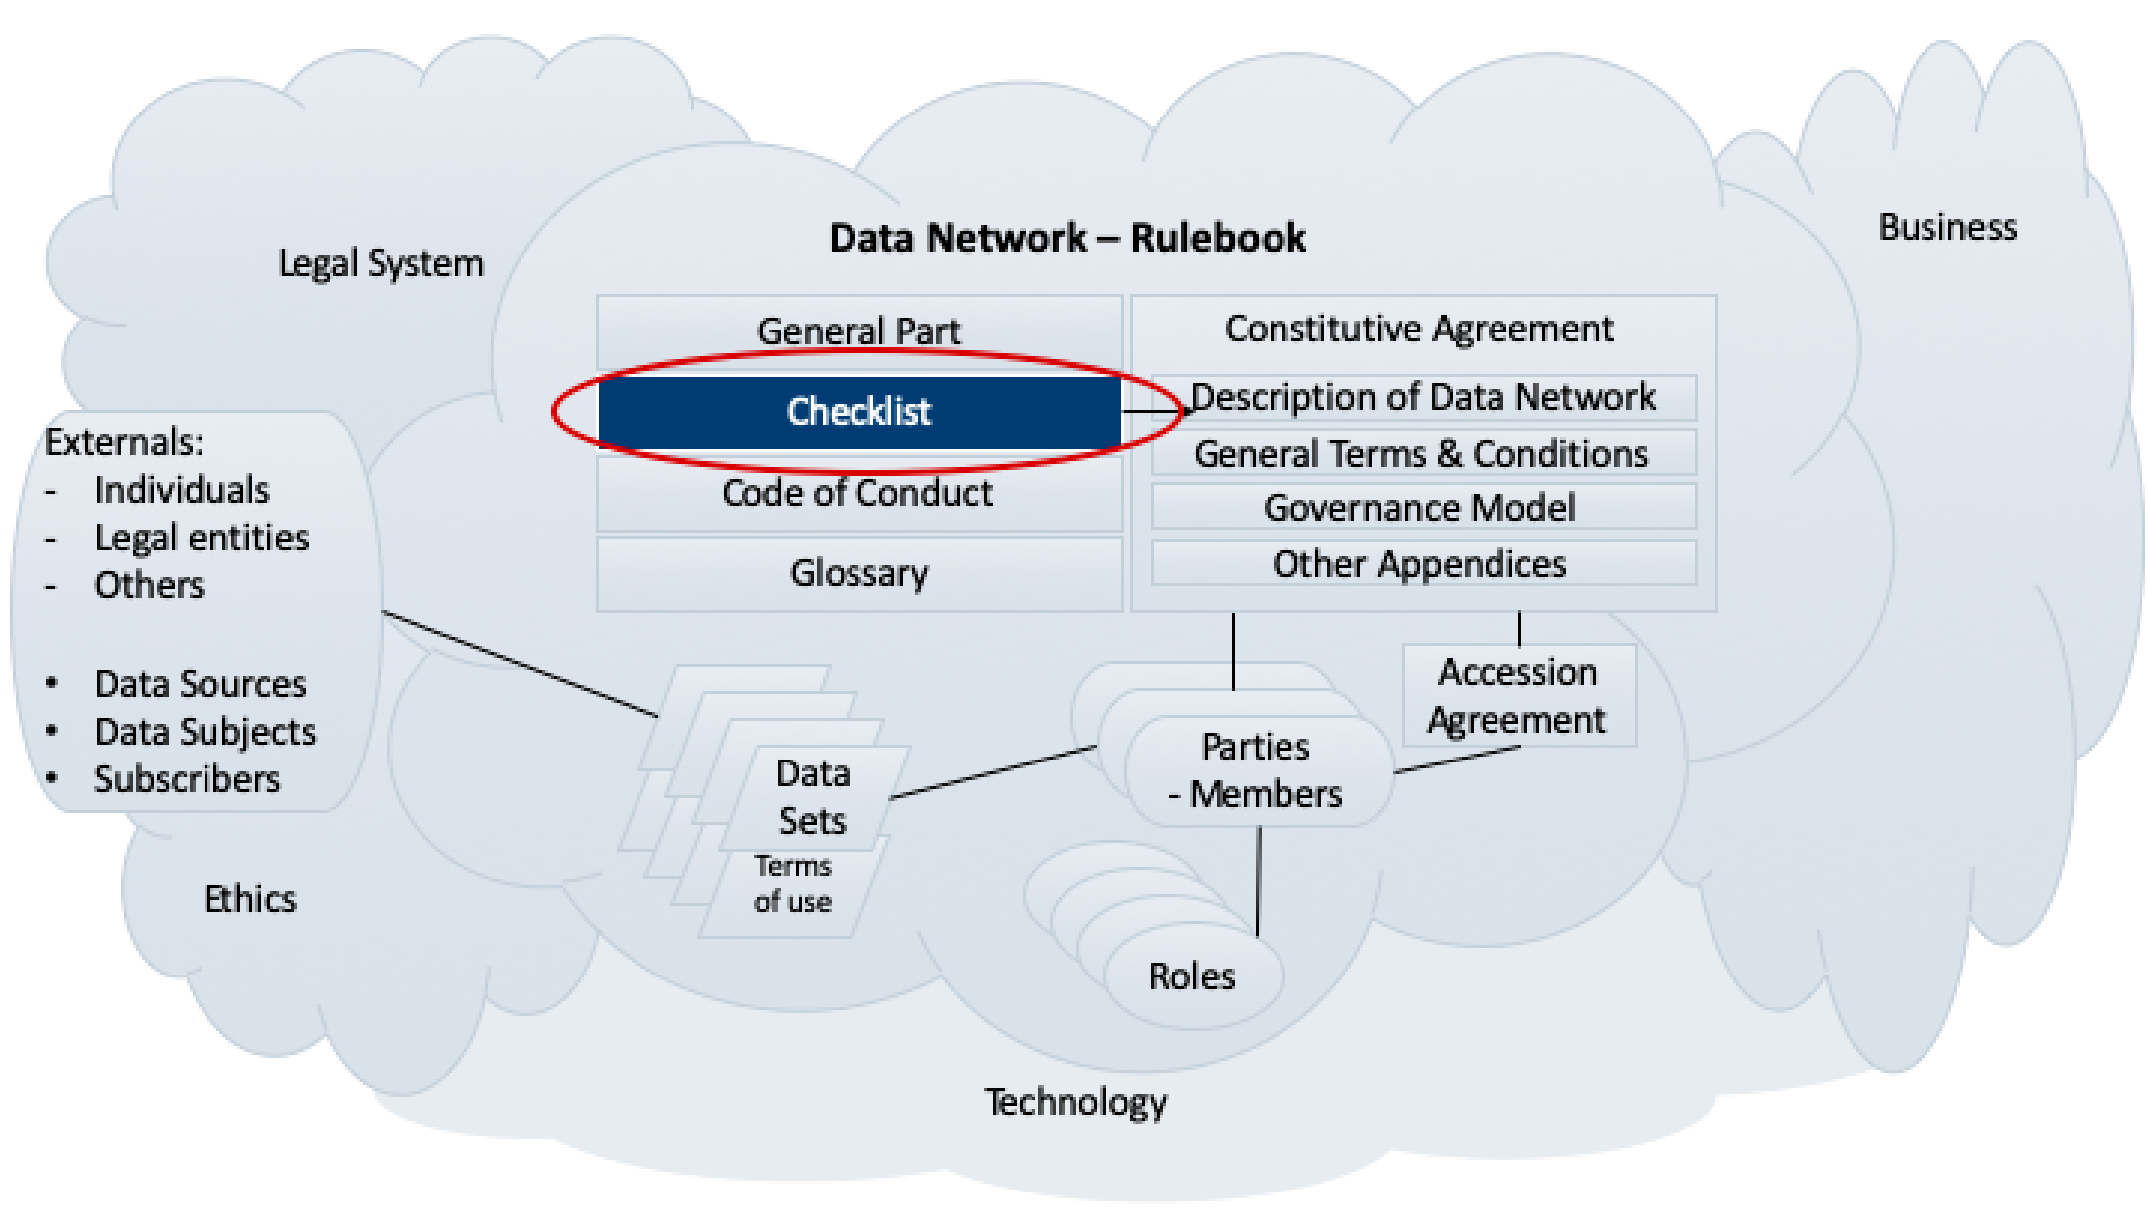 Data Network – Rulebook
Legal System
Business
General Part
Checklist
Code of Conduct
Glossary
Constitutive Agreement
Description of Data Network
General Terms & Conditions
Governance Model
Other Appendices
Externals:
- Individuals
- Legal entities
- Others
• Data Sources
• Data Subjects
• Subscribers
Data
Sets
Terms
of use
Parties
- Members
Accession
Agreement
Roles
Ethics
Technology